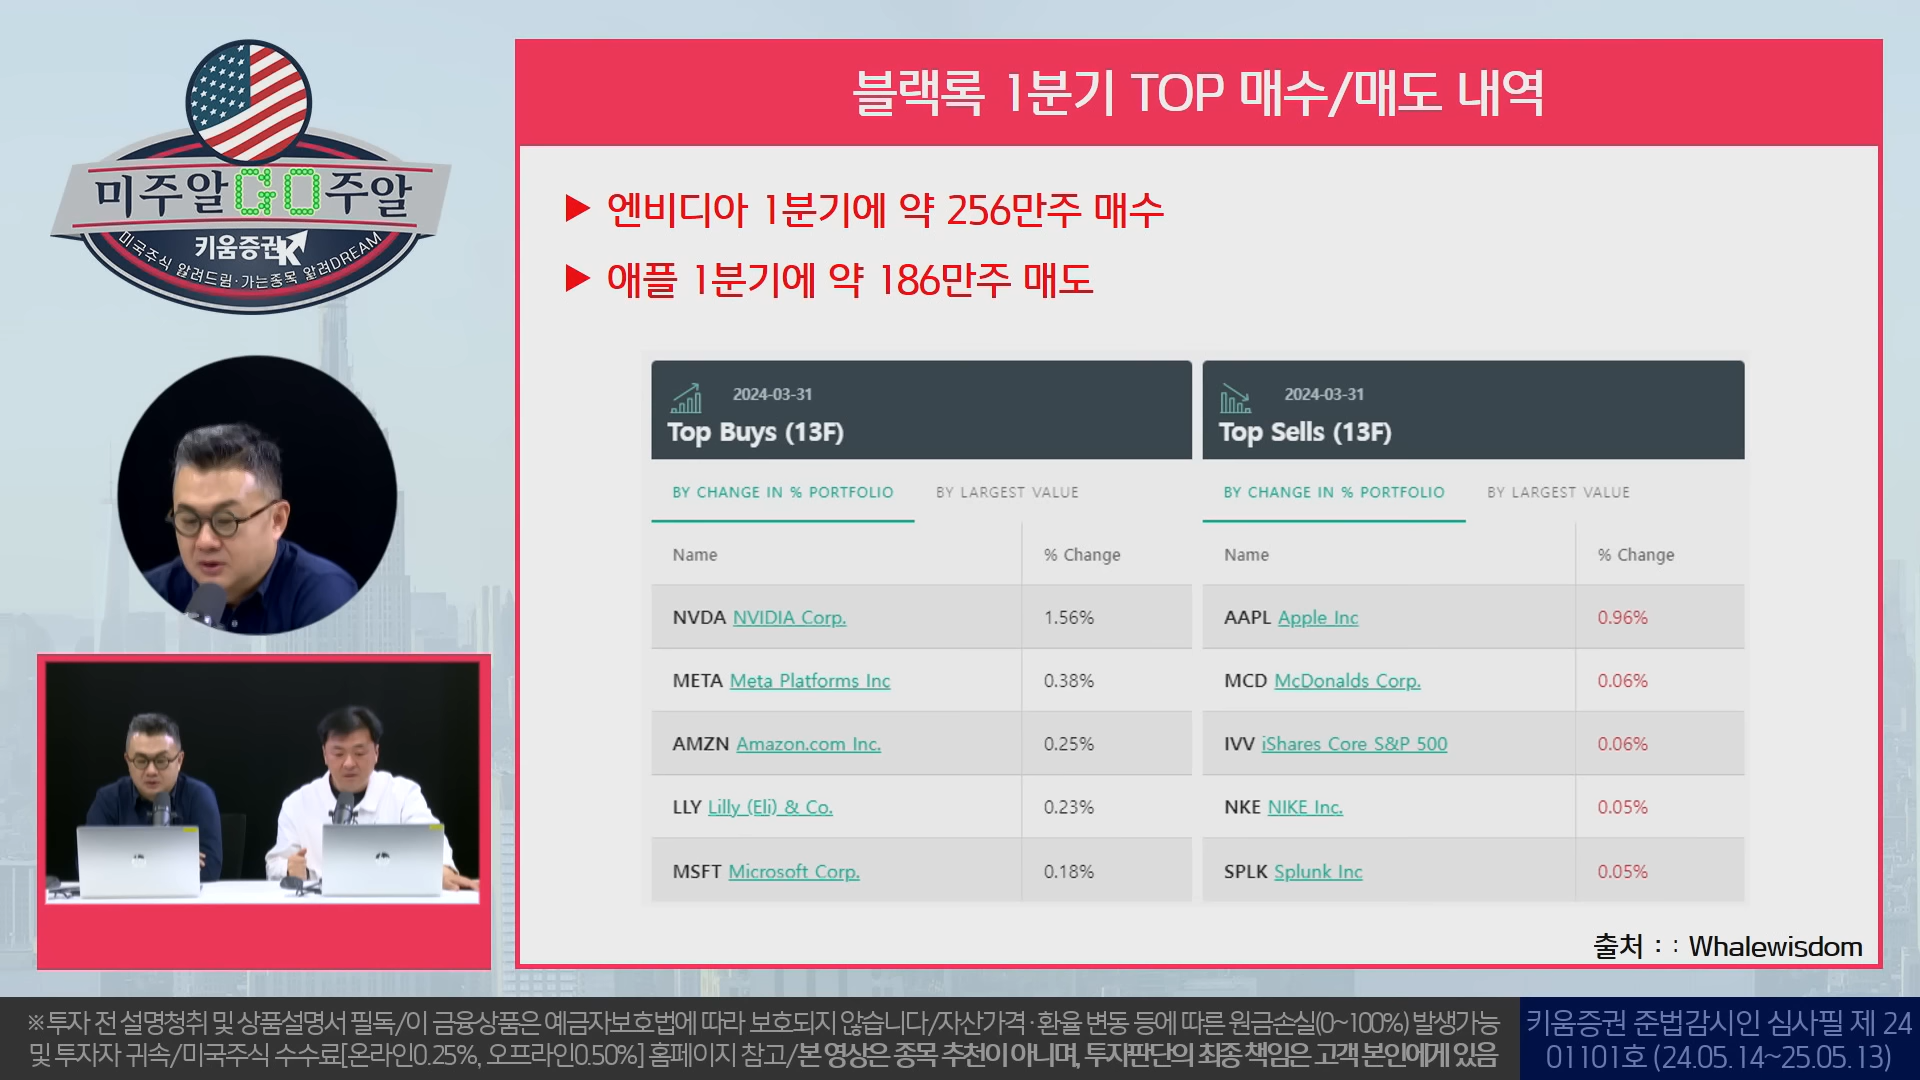 미주알GO주알
키움증권
미국주식 알려드림·가는종목 알려DREAM
블랙록 1분기 TOP 매수/매도 내역
▶ 엔비디아 1분기에 약 256만주 매수
▶ 애플 1분기에 약 186만주 매도
2024-03-31
Top Buys (13F)
BY CHANGE IN % PORTFOLIO BY LARGEST VALUE
Name % Change
NVDA NVIDIA Corp. 1.56%
META Meta Platforms Inc 0.38%
AMZN Amazon.com Inc. 0.25%
LLY Lilly (Eli) & Co. 0.23%
MSFT Microsoft Corp. 0.18%
2024-03-31
Top Sells (13F)
BY CHANGE IN % PORTFOLIO BY LARGEST VALUE
Name % Change
AAPL Apple Inc 0.96%
MCD McDonalds Corp. 0.06%
IVV iShares Core S&P 500 0.06%
NKE NIKE Inc. 0.05%
SPLK Splunk Inc 0.05%
출처 : : Whalewisdom
※투자 전 설명청취 및 상품설명서 필독/이 금융상품은 예금자보호법에 따라 보호되지 않습니다/자산가격·환율 변동 등에 따른 원금손실(0~100%) 발생가능
및 투자자 귀속/미국주식 수수료[온라인0.25%, 오프라인0.50%] 홈페이지 참고/본 영상은 종목 추천이 아니며, 투자판단의 최종 책임은 고객 본인에게 있음
키움증권 준법감시인 심사필 제 24
01101호 (24.05.14~25.05.13)